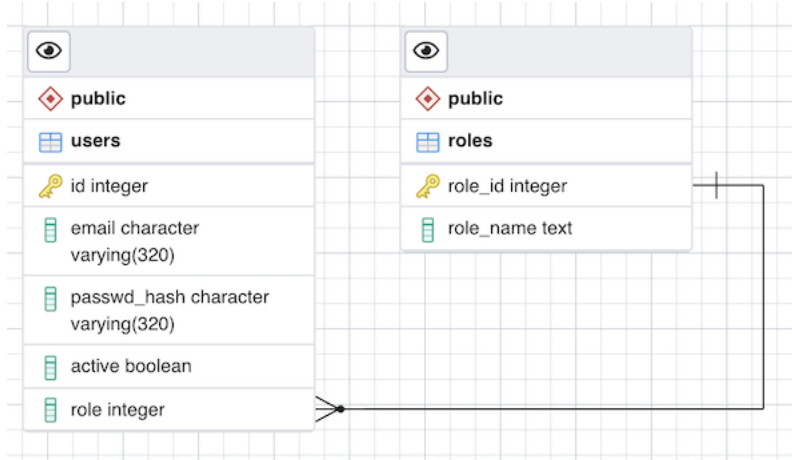 public
users
id integer
email character
varying(320)
passwd_hash character
varying(320)
active boolean
role integer
public
roles
role_id integer
role_name text